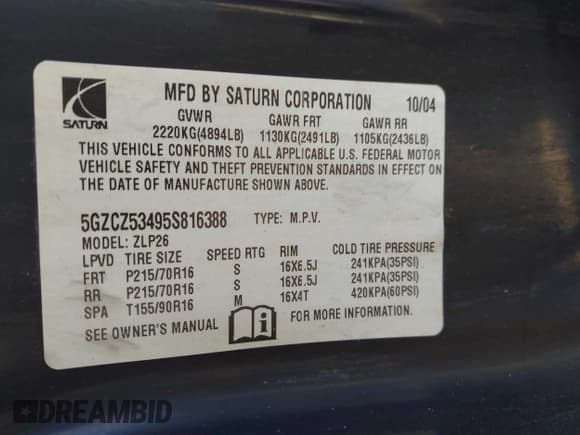 MFD BY SATURN CORPORATION 10/04
SATURN
GVWR GAWR FRT GAWR RR
2220KG(4894LB) 1130KG(2491LB) 1105KG(2436LB)
THIS VEHICLE CONFORMS TO ALL APPLICABLE U.S. FEDERAL MOTOR
VEHICLE SAFETY AND THEFT PREVENTION STANDARDS IN EFFECT ON
THE DATE OF MANUFACTURE SHOWN ABOVE.
5GZCZ53495S816388 TYPE: M.P.V.
MODEL: ZLP26
LPVD TIRE SIZE SPEED RTG RIM COLD TIRE PRESSURE
FRT P215/70R16 S 16X6.5J 241KPA(35PSI)
RR P215/70R16 S 16X6.5J 241KPA(35PSI)
SPA T155/90R16 M 16X4T 420KPA(60PSI)
SEE OWNER'S MANUAL FOR MORE INFORMATION.
DREAMBID